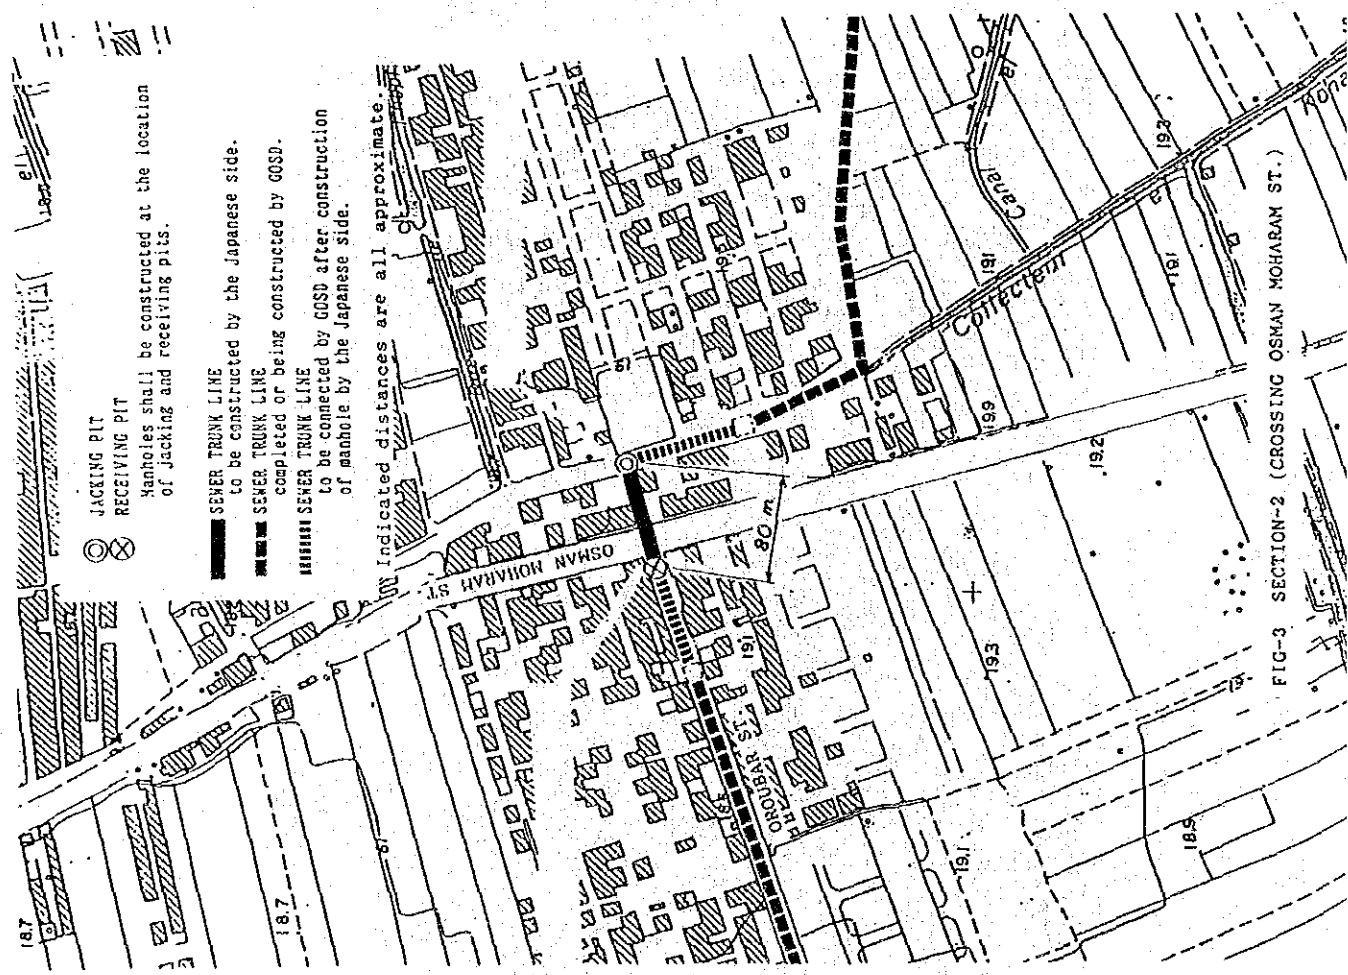 JACKING PIT
RECEIVING PIT
Manholes shall be constructed at the location
of jacking and receiving pits.
SEWER TRUNK LINE
to be constructed by the Japanese side.
SEWER TRUNK LINE
completed or being constructed by GOSD.
SEWER TRUNK LINE
to be connected by GOSD after construction
of manhole by the Japanese side.
Indicated distances are all approximate.
OSMAN MOHARAM ST.
80 m
OROUBAR ST.
Canal
Collecteur
18.7
18.7
19.1
19.1
19.1
19.1
19.3
19.3
19.9
19.2
18.9
FIG-3 SECTION-2 (CROSSING OSMAN MOHARAM ST.)